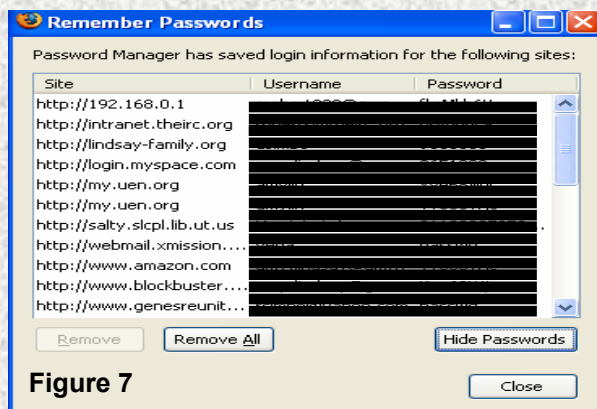 Remember Passwords
Password Manager has saved login information for the following sites:
Site Username Password
http://192.168.0.1
http://intranet.theirc.org
http://lindsay-family.org
http://login.myspace.com
http://my.uen.org
http://my.uen.org
http://salty.slcpl.lib.ut.us
http://webmail.xmission....
http://www.amazon.com
http://www.blockbuster....
http://www.genesreunit...
Remove Remove All Hide Passwords
Figure 7 Close